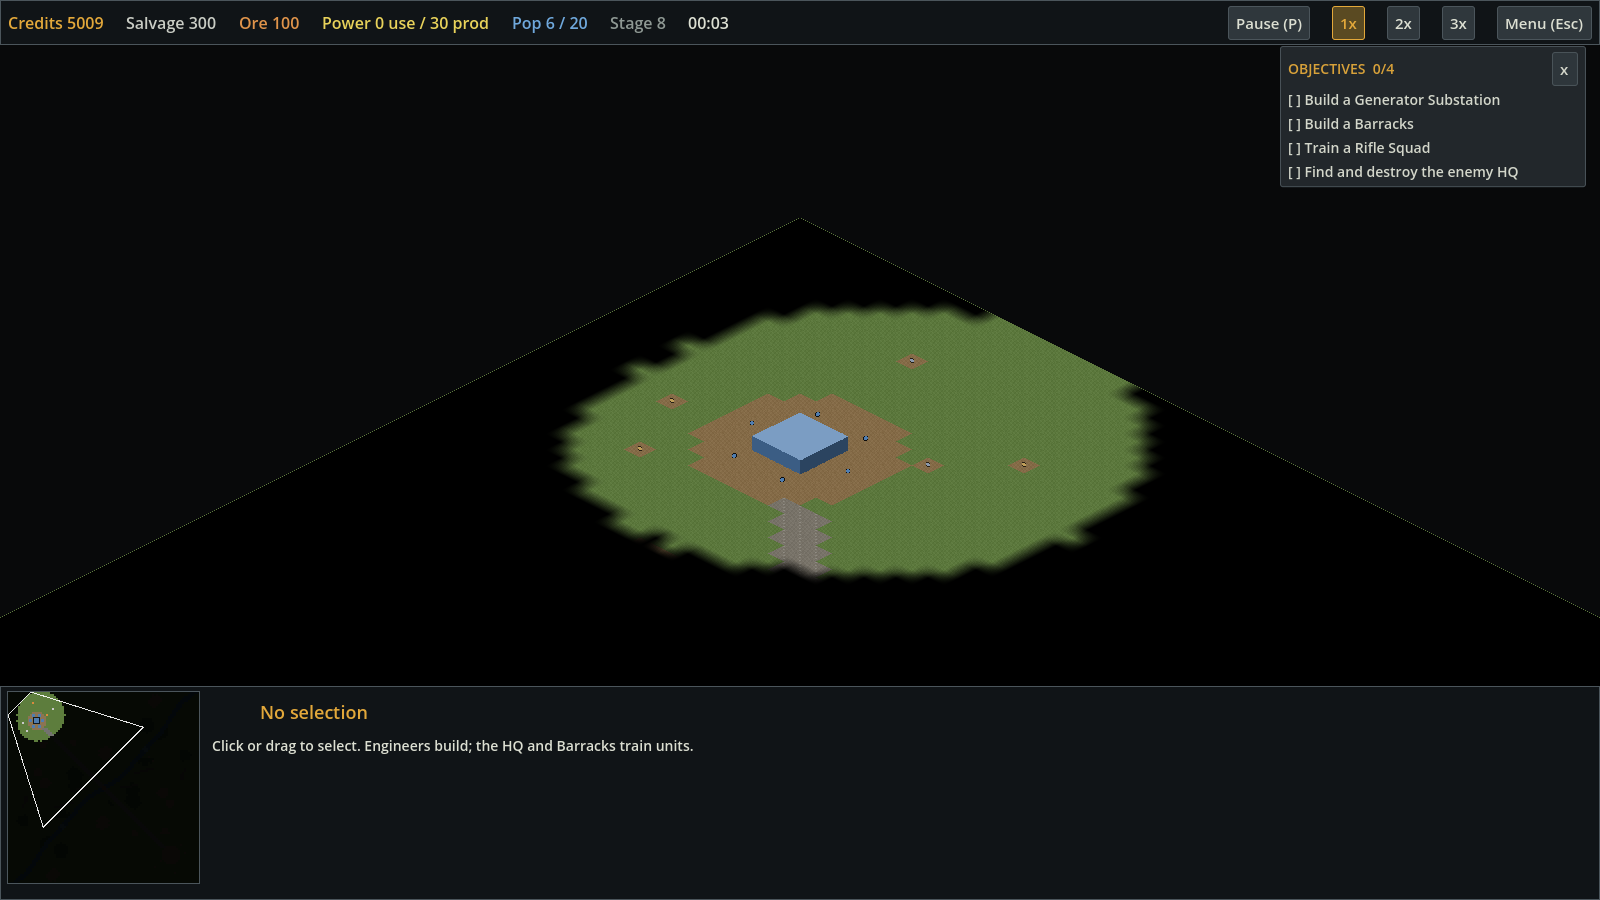 Credits 5009 Salvage 300 Ore 100 Power 0 use / 30 prod Pop 6 / 20 Stage 8 00:03 Pause (P) 1x 2x 3x Menu (Esc)
OBJECTIVES 0/4 x
[ ] Build a Generator Substation
[ ] Build a Barracks
[ ] Train a Rifle Squad
[ ] Find and destroy the enemy HQ
No selection
Click or drag to select. Engineers build; the HQ and Barracks train units.